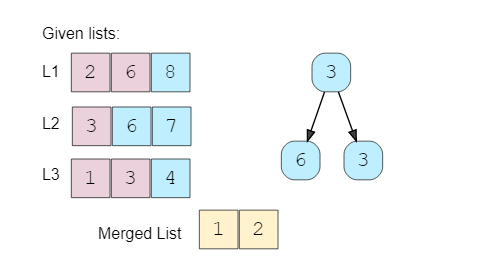 Given lists:
L1 2 6 8
L2 3 6 7
L3 1 3 4
Merged List 1 2
3
6 3